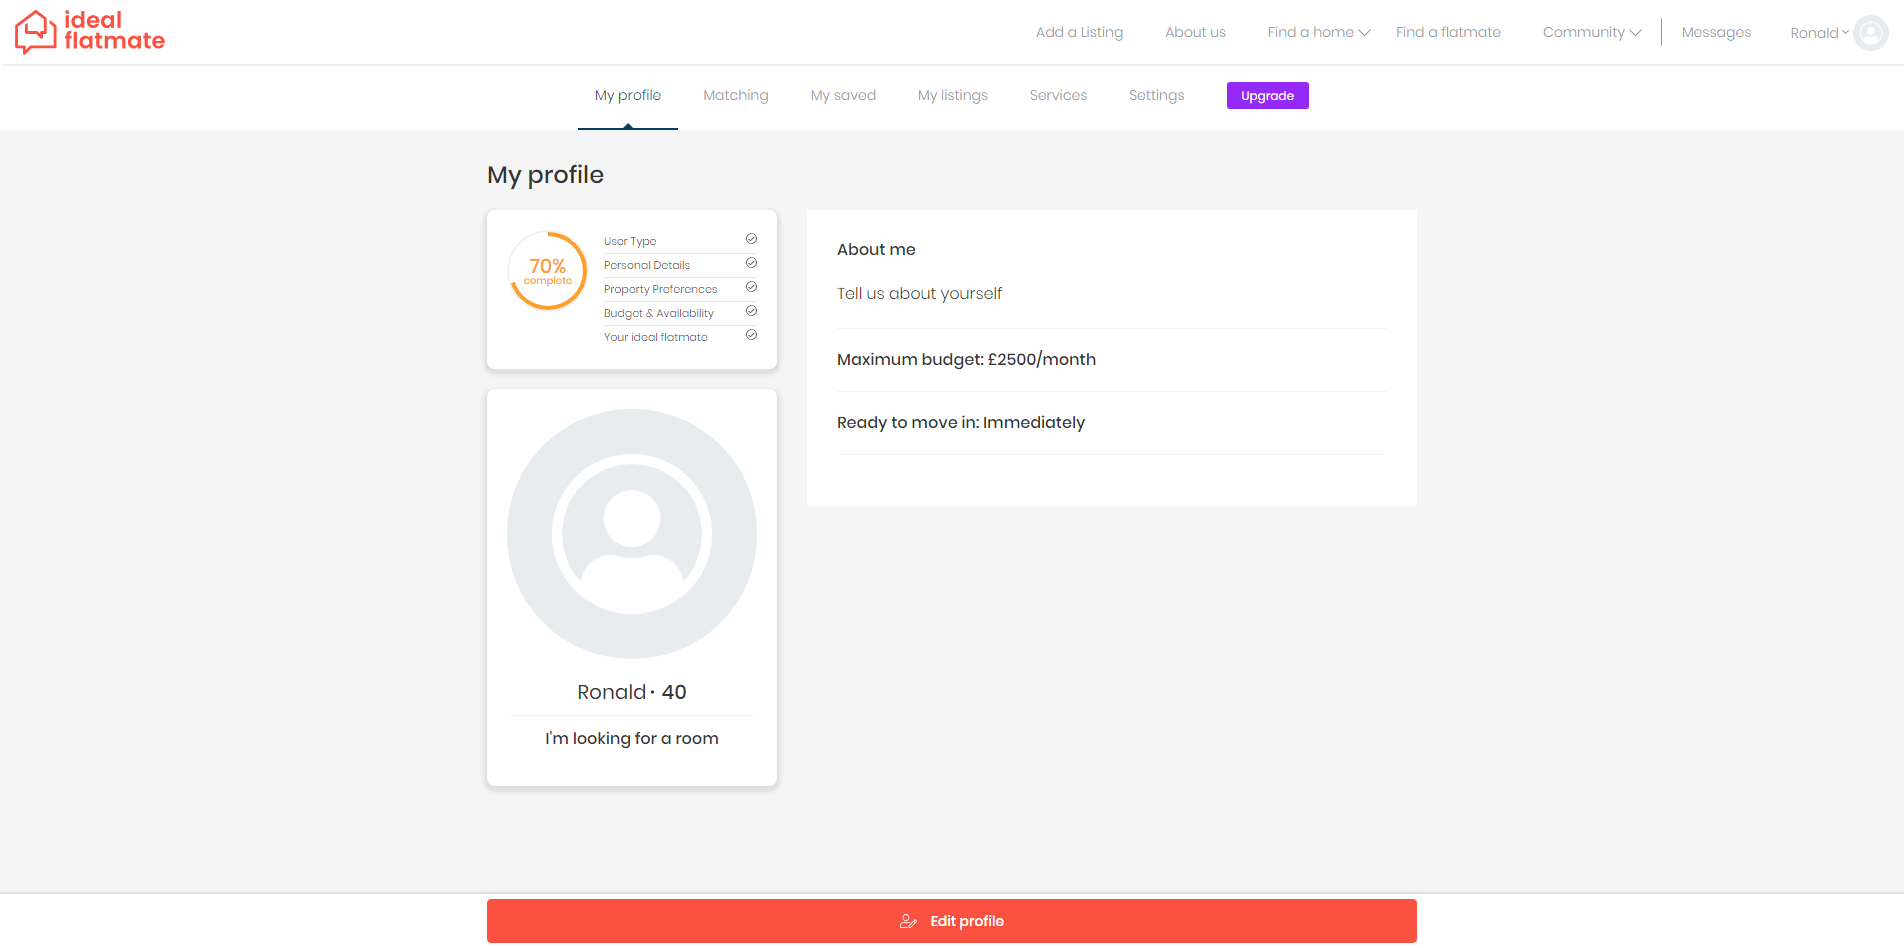 ideal
flatmate
Add a Listing
About us
Find a home
Find a flatmate
Community
Messages
Ronald
My profile
Matching
My saved
My listings
Services
Settings
Upgrade
My profile
70%
complete
User Type
Personal Details
Property Preferences
Budget & Availability
Your ideal flatmate
About me
Tell us about yourself
Maximum budget: £2500/month
Ready to move in: Immediately
Ronald · 40
I'm looking for a room
Edit profile